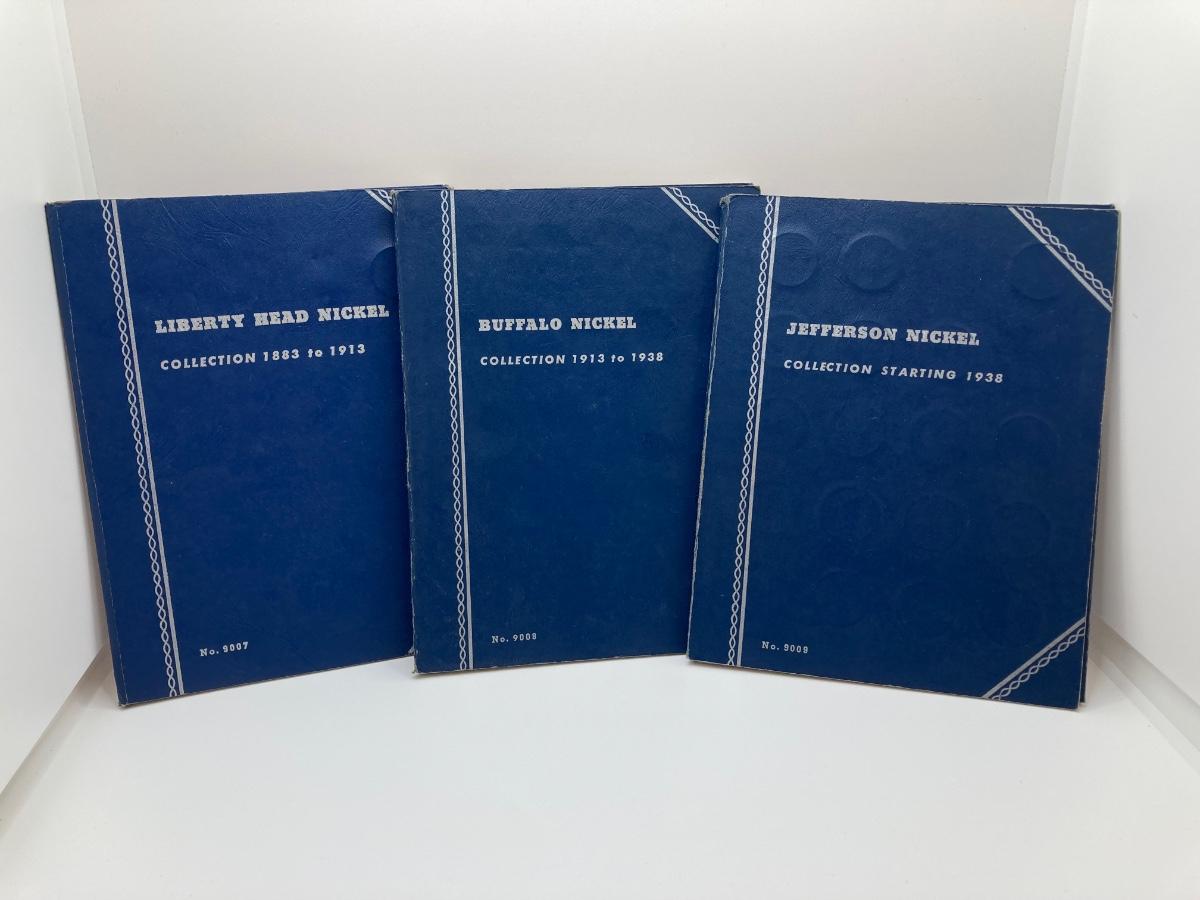 LIBERTY HEAD NICKEL
COLLECTION 1883 to 1913
No. 9007
BUFFALO NICKEL
COLLECTION 1913 to 1938
No. 9008
JEFFERSON NICKEL
COLLECTION STARTING 1938
No. 9009